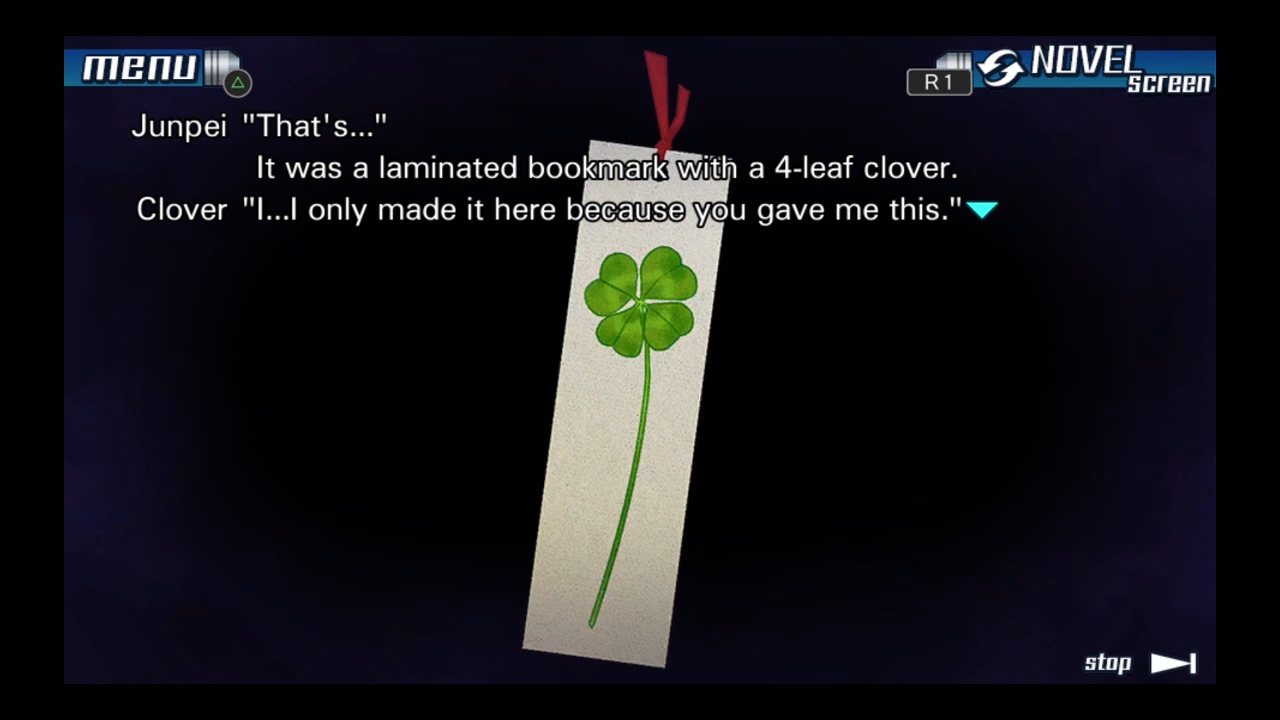 menu
R1
NOVEL
screen
Junpei "That's..."
It was a laminated bookmark with a 4-leaf clover.
Clover "I...I only made it here because you gave me this."
stop